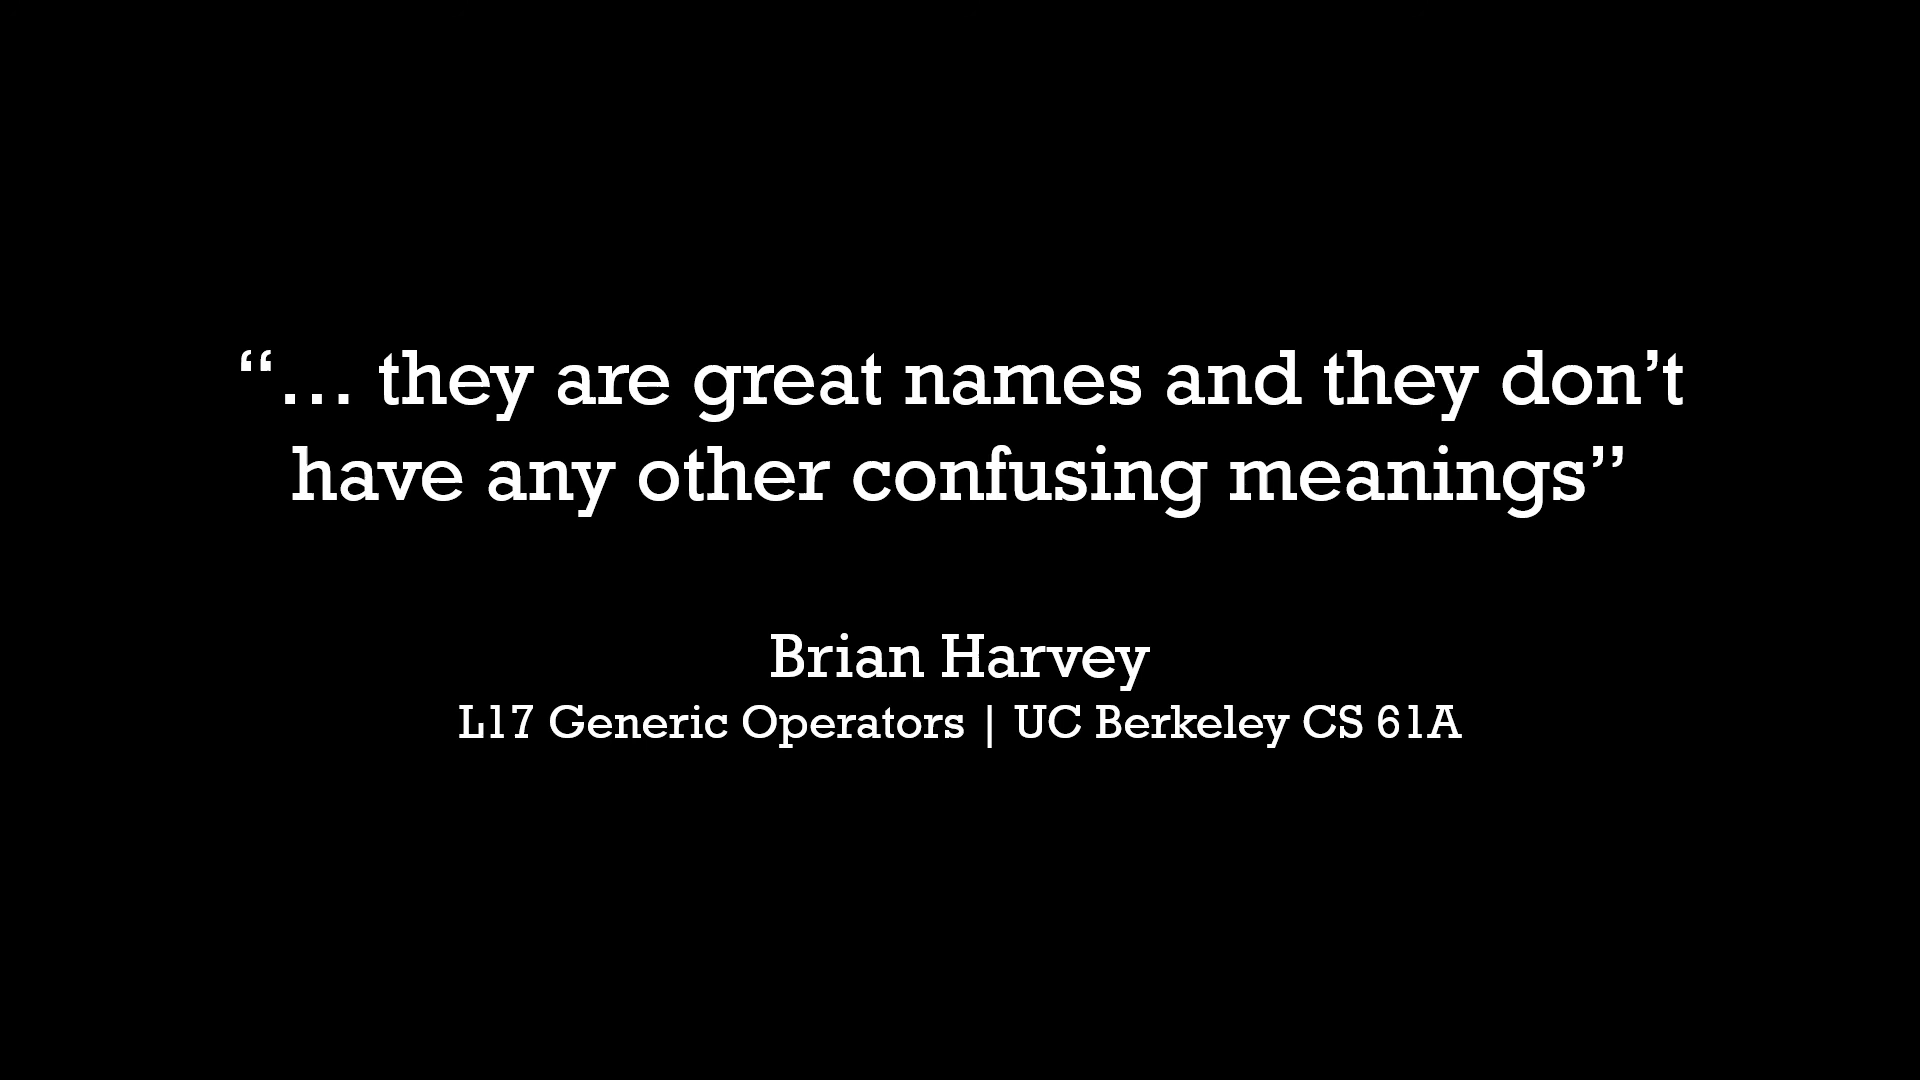 “… they are great names and they don’t
have any other confusing meanings”
Brian Harvey
L17 Generic Operators | UC Berkeley CS 61A